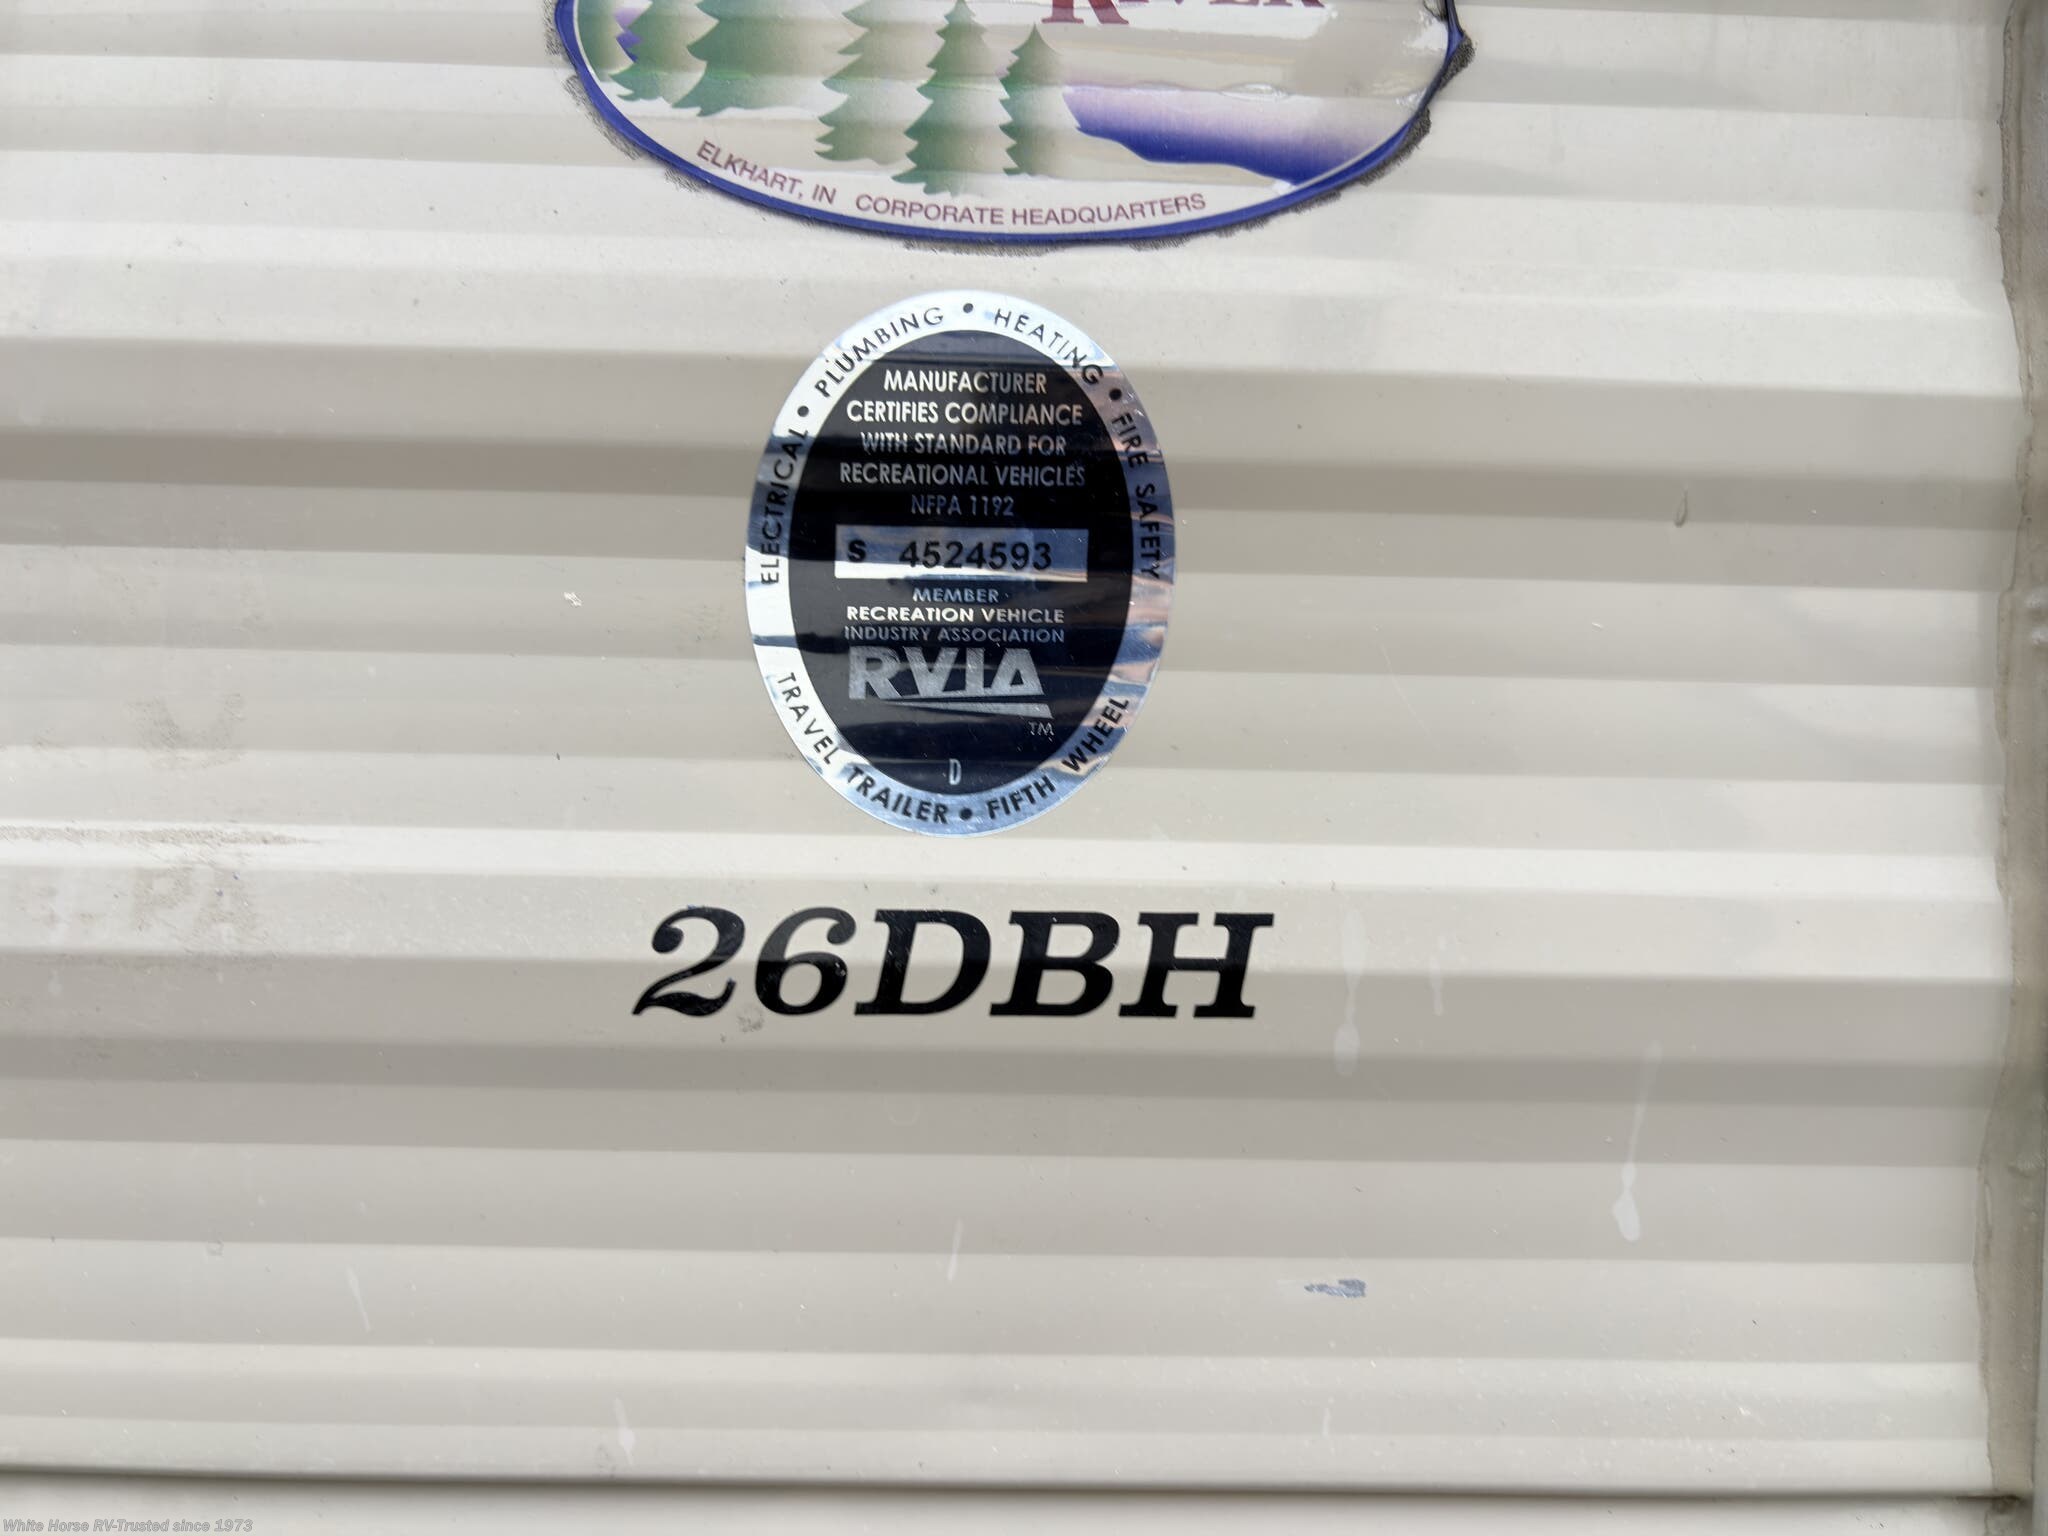 RIVER
ELKHART, IN CORPORATE HEADQUARTERS
ELECTRICAL • PLUMBING • HEATING • FIRE SAFETY
MANUFACTURER
CERTIFIES COMPLIANCE
WITH STANDARD FOR
RECREATIONAL VEHICLES
NFPA 1192
S 4524593
MEMBER
RECREATION VEHICLE
INDUSTRY ASSOCIATION
RVIA
TM
D
TRAVEL TRAILER • FIFTH WHEEL
26DBH
White Horse RV-Trusted since 1973